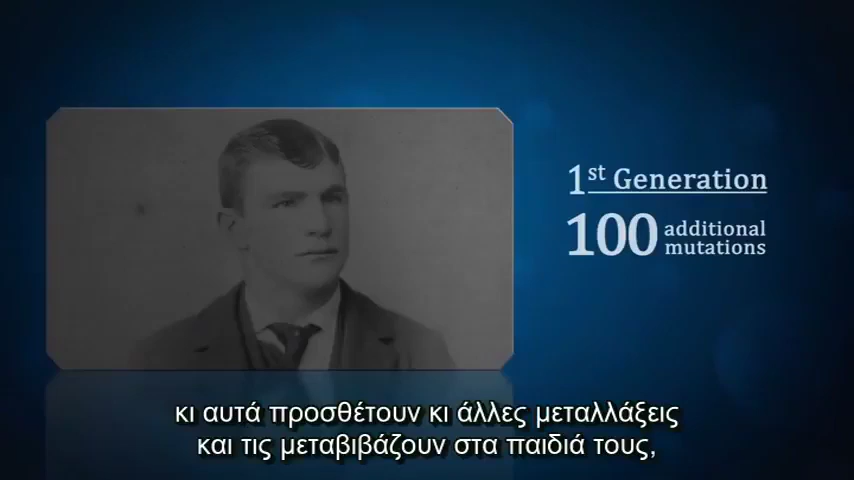 1st Generation
100 additional
mutations
κι αυτά προσθέτουν κι άλλες μεταλλάξεις
και τις μεταβιβάζουν στα παιδιά τους,